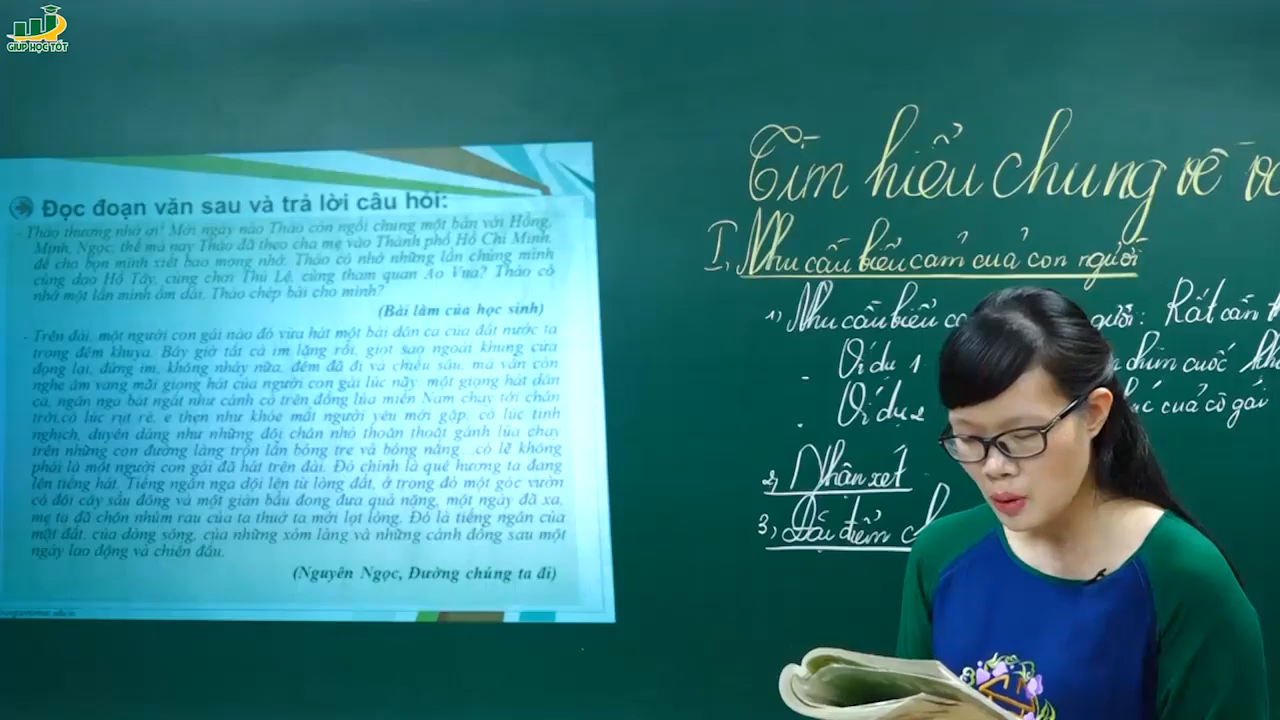 GIÚP HỌC TỐT
Đọc đoạn văn sau và trả lời câu hỏi:
- Thảo thương nhớ ơi! Mới ngày nào Thảo còn ngồi chung một bàn với Hồng,
Minh, Ngọc, thế mà nay Thảo đã theo cha mẹ vào Thành phố Hồ Chí Minh,
để cho bọn mình xiết bao mong nhớ. Thảo có nhớ những lần chúng mình
cùng dạo Hồ Tây, cùng chơi Thủ Lệ, cùng tham quan Ao Vua? Thảo có
nhớ một lần mình ốm dài, Thảo chép bài cho mình?
(Bài làm của học sinh)
- Trên đài, một người con gái nào đó vừa hát một bài dân ca của đất nước ta
trong đêm khuya. Bây giờ tất cả im lặng rồi, giọt sao ngoài khung cửa
đọng lại, đứng im, không nháy nữa, đêm đã đi và chiều sâu, mà vẫn còn
nghe âm vang mãi giọng hát của người con gái lúc nãy, một giọng hát dân
ca, ngân nga bát ngát như cánh cò trên đồng lúa miền Nam chạy tới chân
trời,có lúc rụt rè, e thẹn như khóe mắt người yêu mới gặp, có lúc tinh
nghịch, duyên dáng như những đôi chân nhỏ thoăn thoắt gánh lúa chạy
trên những con đường làng trộn lẫn bóng tre và bóng nắng...có lẽ không
phải là một người con gái đã hát trên đài. Đó chính là quê hương ta đang
lên tiếng hát. Tiếng ngân nga dội lên từ lòng đất, ở trong đó một góc vườn
có đôi cây sầu đông và một giàn bầu đong đưa quả nặng, một ngày đã xa,
mẹ ta đã chôn nhúm rau của ta thuở ta mới lọt lòng. Đó là tiếng ngân của
mặt đất, của dòng sông, của những xóm làng và những cánh đồng sau một
ngày lao động và chiến đấu.
(Nguyên Ngọc, Đường chúng ta đi)
Tìm hiểu chung về
I, Nhu cầu biểu cảm của con người
1) Nhu cầu biểu người: Rất cần
- Ví dụ 1 cuốc
- Ví dụ 2 của cô gái
2, Nhận xét
3, Đặc điểm